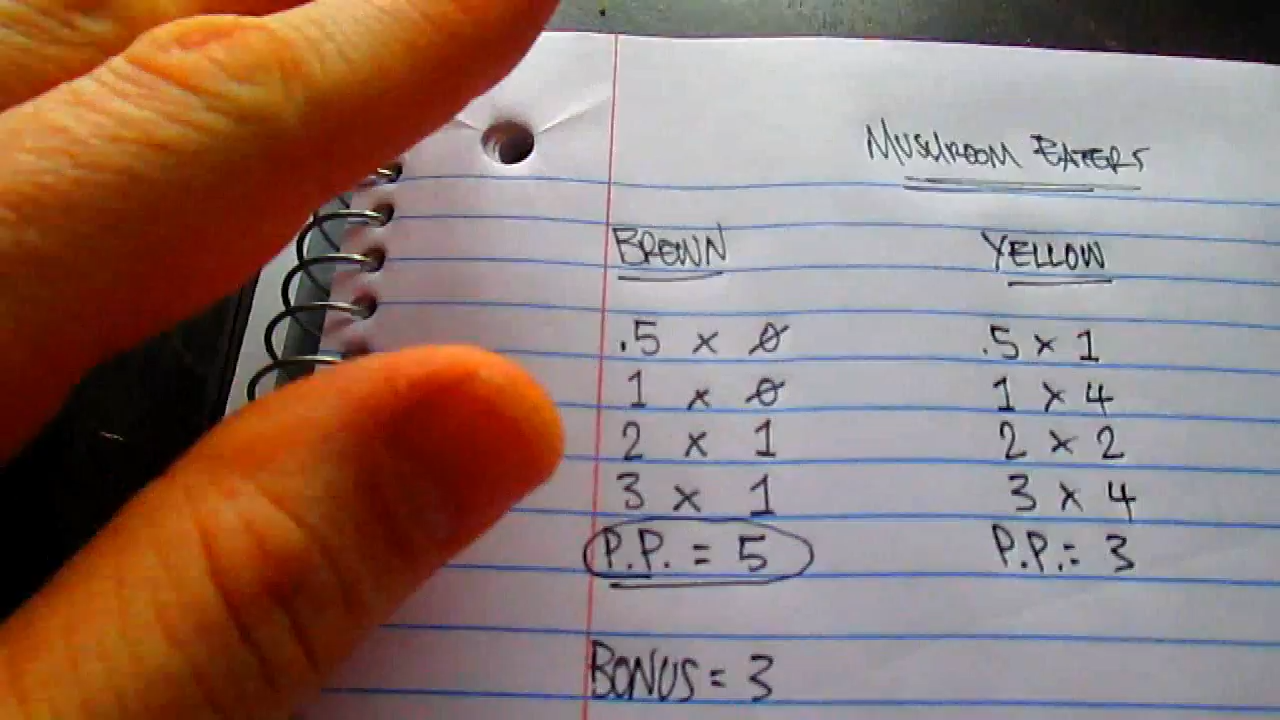 MUSHROOM EATERS
BROWN YELLOW
.5 x 0 .5 x 1
1 x 0 1 x 4
2 x 1 2 x 2
3 x 1 3 x 4
P.P. = 5 P.P. = 3
BONUS = 3